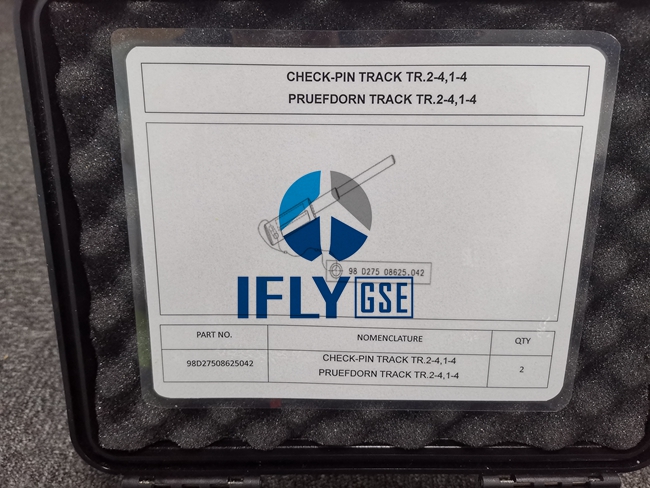 CHECK-PIN TRACK TR.2-4,1-4
PRUEFDORN TRACK TR.2-4,1-4
98 D275 08625.042
IFLY GSE
PART NO. NOMENCLATURE QTY
98D27508625042 CHECK-PIN TRACK TR.2-4,1-4 2
PRUEFDORN TRACK TR.2-4,1-4